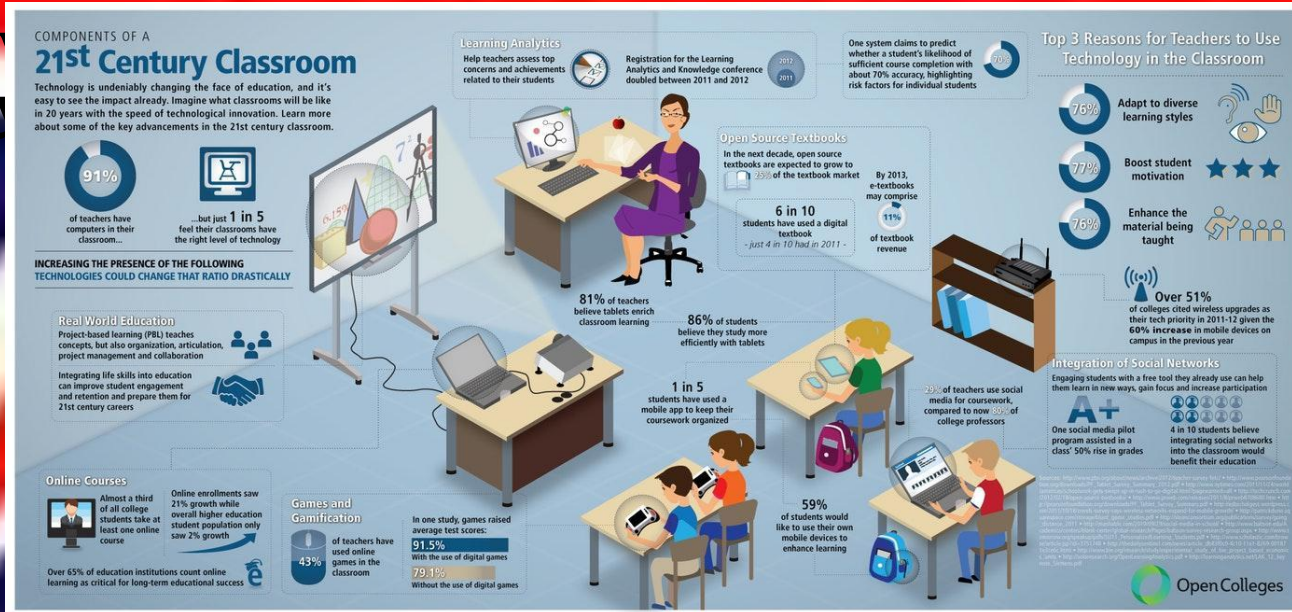 COMPONENTS OF A
21st Century Classroom
Technology is undeniably changing the face of education, and it's
easy to see the impact already. Imagine what classrooms will be like
in 20 years with the speed of technological innovation. Learn more
about some of the key advancements in the 21st century classroom.
91%
of teachers have
computers in their
classroom...
...but just 1 in 5
feel their classrooms have
the right level of technology
INCREASING THE PRESENCE OF THE FOLLOWING
TECHNOLOGIES COULD CHANGE THAT RATIO DRASTICALLY
Real World Education
Project-based learning (PBL) teaches
concepts, but also organization, articulation,
project management and collaboration
Integrating life skills into education
can improve student engagement
and retention and prepare them for
21st century careers
Online Courses
Almost a third
of all college
students take at
least one online
course
Online enrollments saw
21% growth while
overall higher education
student population only
saw 2% growth
Over 65% of education institutions count online
learning as critical for long-term educational success
Games and
Gamification
43%
of teachers have
used online
games in the
classroom
In one study, games raised
average test scores:
91.5%
With the use of digital games
79.1%
Without the use of digital games
Learning Analytics
Help teachers assess top
concerns and achievements
related to their students
Registration for the Learning
Analytics and Knowledge conference
doubled between 2011 and 2012
2012
2011
One system claims to predict
whether a student's likelihood of
sufficient course completion with
about 70% accuracy, highlighting
risk factors for individual students
70%
Open Source Textbooks
In the next decade, open source
textbooks are expected to grow to
25% of the textbook market
6 in 10
students have used a digital
textbook
- just 4 in 10 had in 2011 -
By 2013,
e-textbooks
may comprise
11%
of textbook
revenue
81% of teachers
believe tablets enrich
classroom learning
86% of students
believe they study more
efficiently with tablets
1 in 5
students have used a
mobile app to keep their
coursework organized
29% of teachers use social
media for coursework,
compared to now 80% of
college professors
59%
of students would
like to use their own
mobile devices to
enhance learning
Top 3 Reasons for Teachers to Use
Technology in the Classroom
76%
Adapt to diverse
learning styles
77%
Boost student
motivation
76%
Enhance the
material being
taught
Over 51%
of colleges cited wireless upgrades as
their tech priority in 2011-12 given the
60% increase in mobile devices on
campus in the previous year
Integration of Social Networks
Engaging students with a free tool they already use can help
them learn in new ways, gain focus and increase participation
A+
One social media pilot
program assisted in a
class' 50% rise in grades
4 in 10 students believe
integrating social networks
into the classroom would
benefit their education
Open Colleges